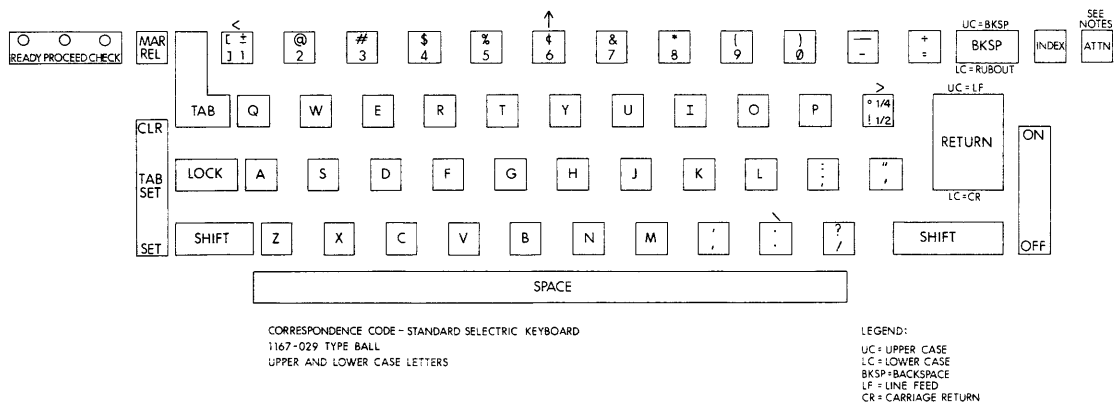 < ↑ UC=BKSP SEE NOTES
READY PROCEED CHECK MAR REL [ ± ] 1 @ 2 # 3 $ 4 % 5 ¢ 6 & 7 * 8 ( 9 ) Ø — - + = BKSP INDEX ATTN
LC=RUBOUT
> UC=LF
TAB Q W E R T Y U I O P ° 1/4 ! 1/2 RETURN
CLR ON
TAB SET LOCK A S D F G H J K L : ; " '
LC=CR
\
SET SHIFT Z X C V B N M , , . . ? / SHIFT OFF
SPACE
CORRESPONDENCE CODE - STANDARD SELECTRIC KEYBOARD
1167-029 TYPE BALL
UPPER AND LOWER CASE LETTERS
LEGEND:
UC = UPPER CASE
LC = LOWER CASE
BKSP=BACKSPACE
LF = LINE FEED
CR = CARRIAGE RETURN